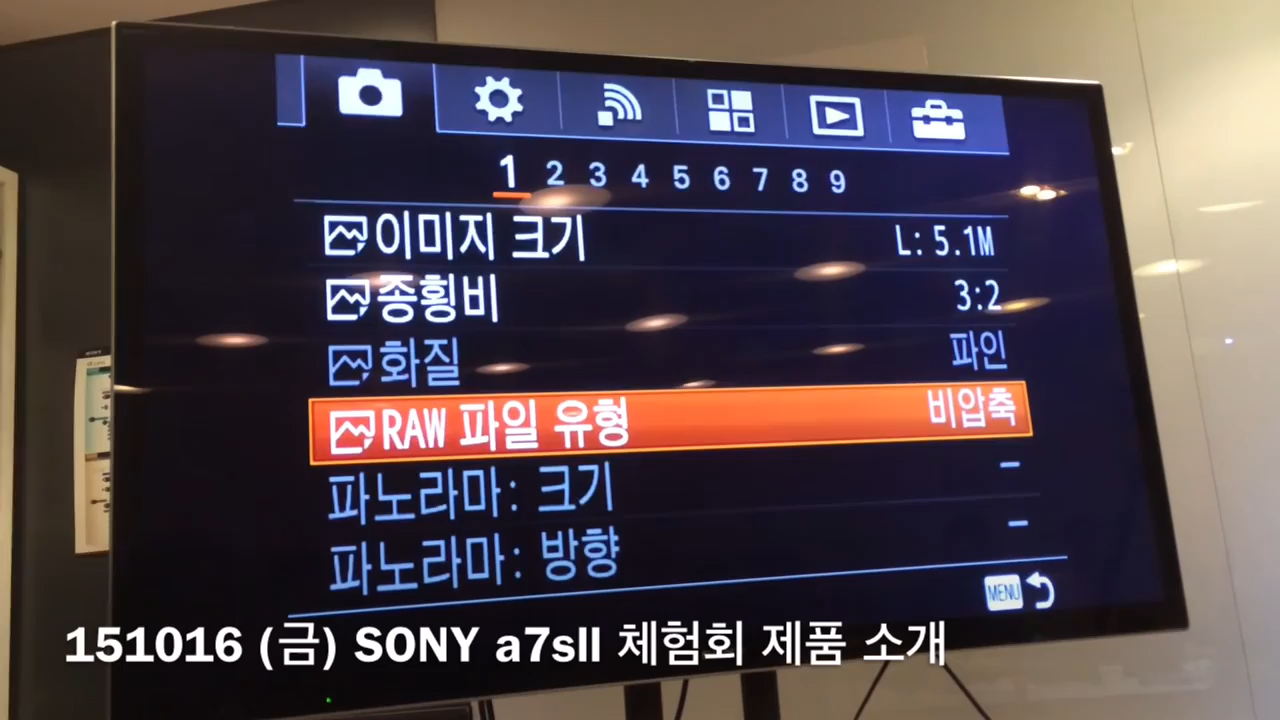 1 2 3 4 5 6 7 8 9
이미지 크기 L: 5.1M
종횡비 3:2
화질 파인
RAW 파일 유형 비압축
파노라마: 크기 –
파노라마: 방향 –
MENU
151016 (금) SONY a7sII 체험회 제품 소개